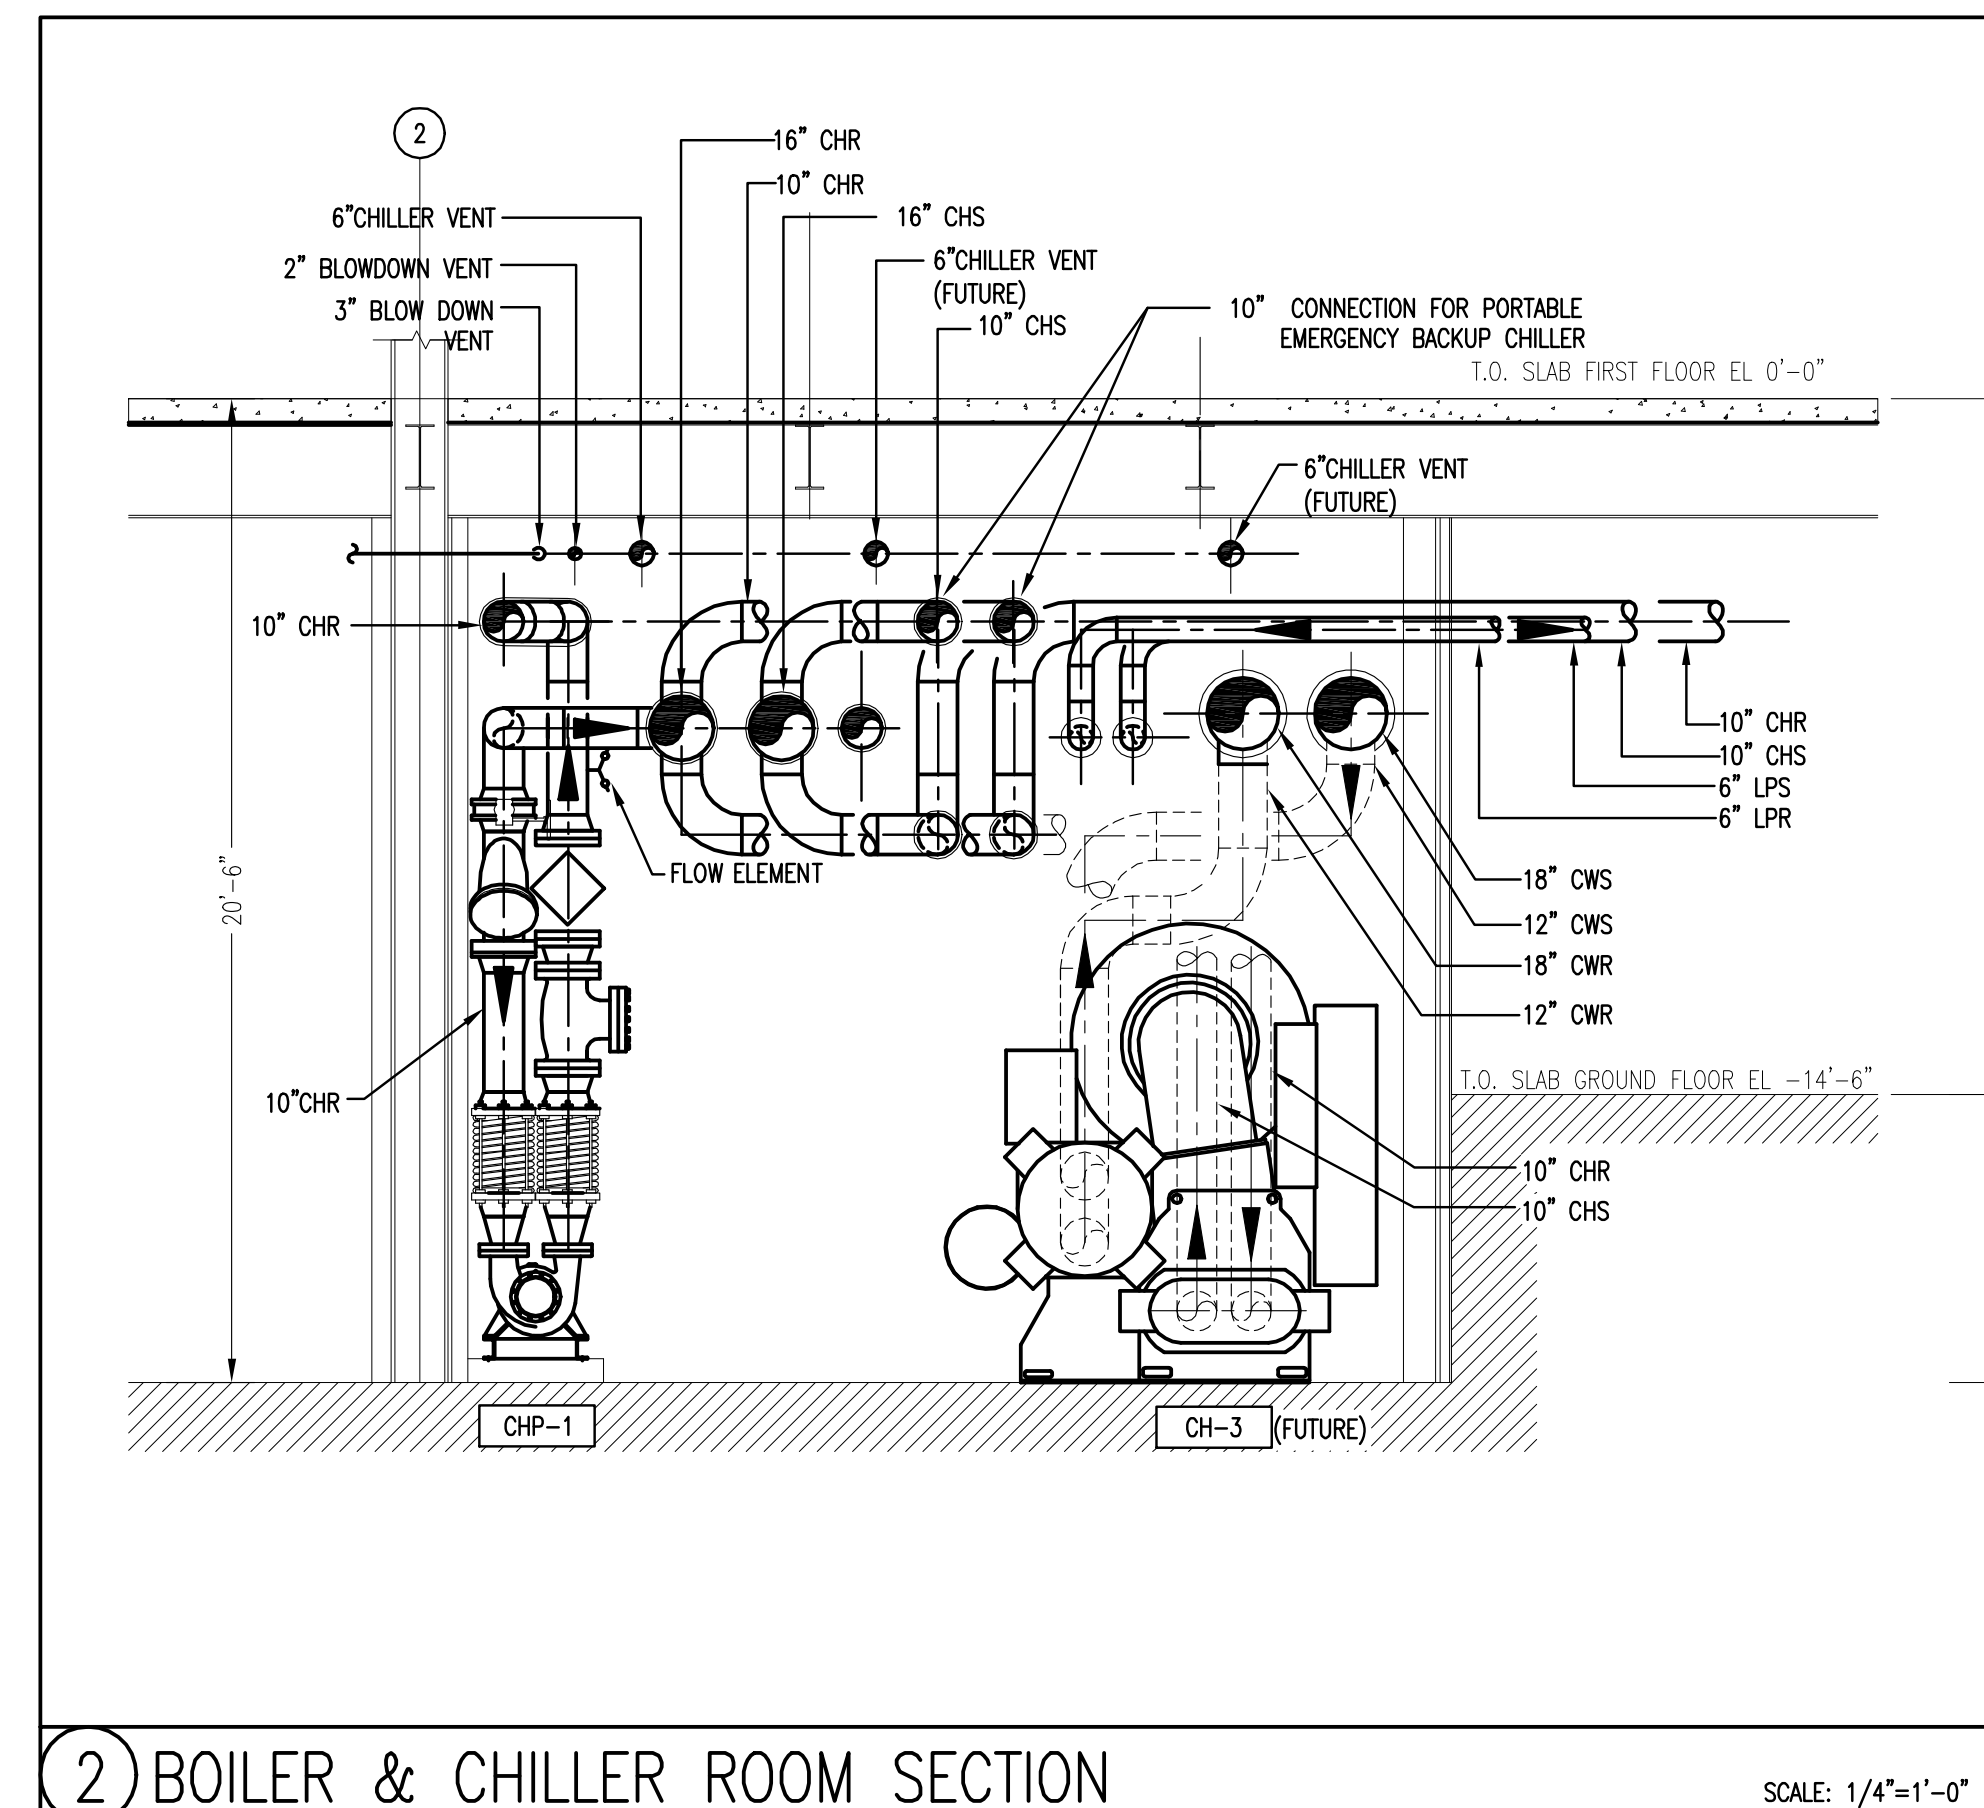 2
16" CHR
10" CHR
6"CHILLER VENT
16" CHS
2" BLOWDOWN VENT
6"CHILLER VENT
(FUTURE)
3" BLOW DOWN
VENT
10" CHS
10" CONNECTION FOR PORTABLE
EMERGENCY BACKUP CHILLER
T.O. SLAB FIRST FLOOR EL 0'-0"
6"CHILLER VENT
(FUTURE)
10" CHR
10" CHR
10" CHS
6" LPS
6" LPR
20'-6"
FLOW ELEMENT
18" CWS
12" CWS
18" CWR
12" CWR
10"CHR
T.O. SLAB GROUND FLOOR EL -14'-6"
10" CHR
10" CHS
CHP-1
CH-3 (FUTURE)
2 BOILER & CHILLER ROOM SECTION
SCALE: 1/4"=1'-0"